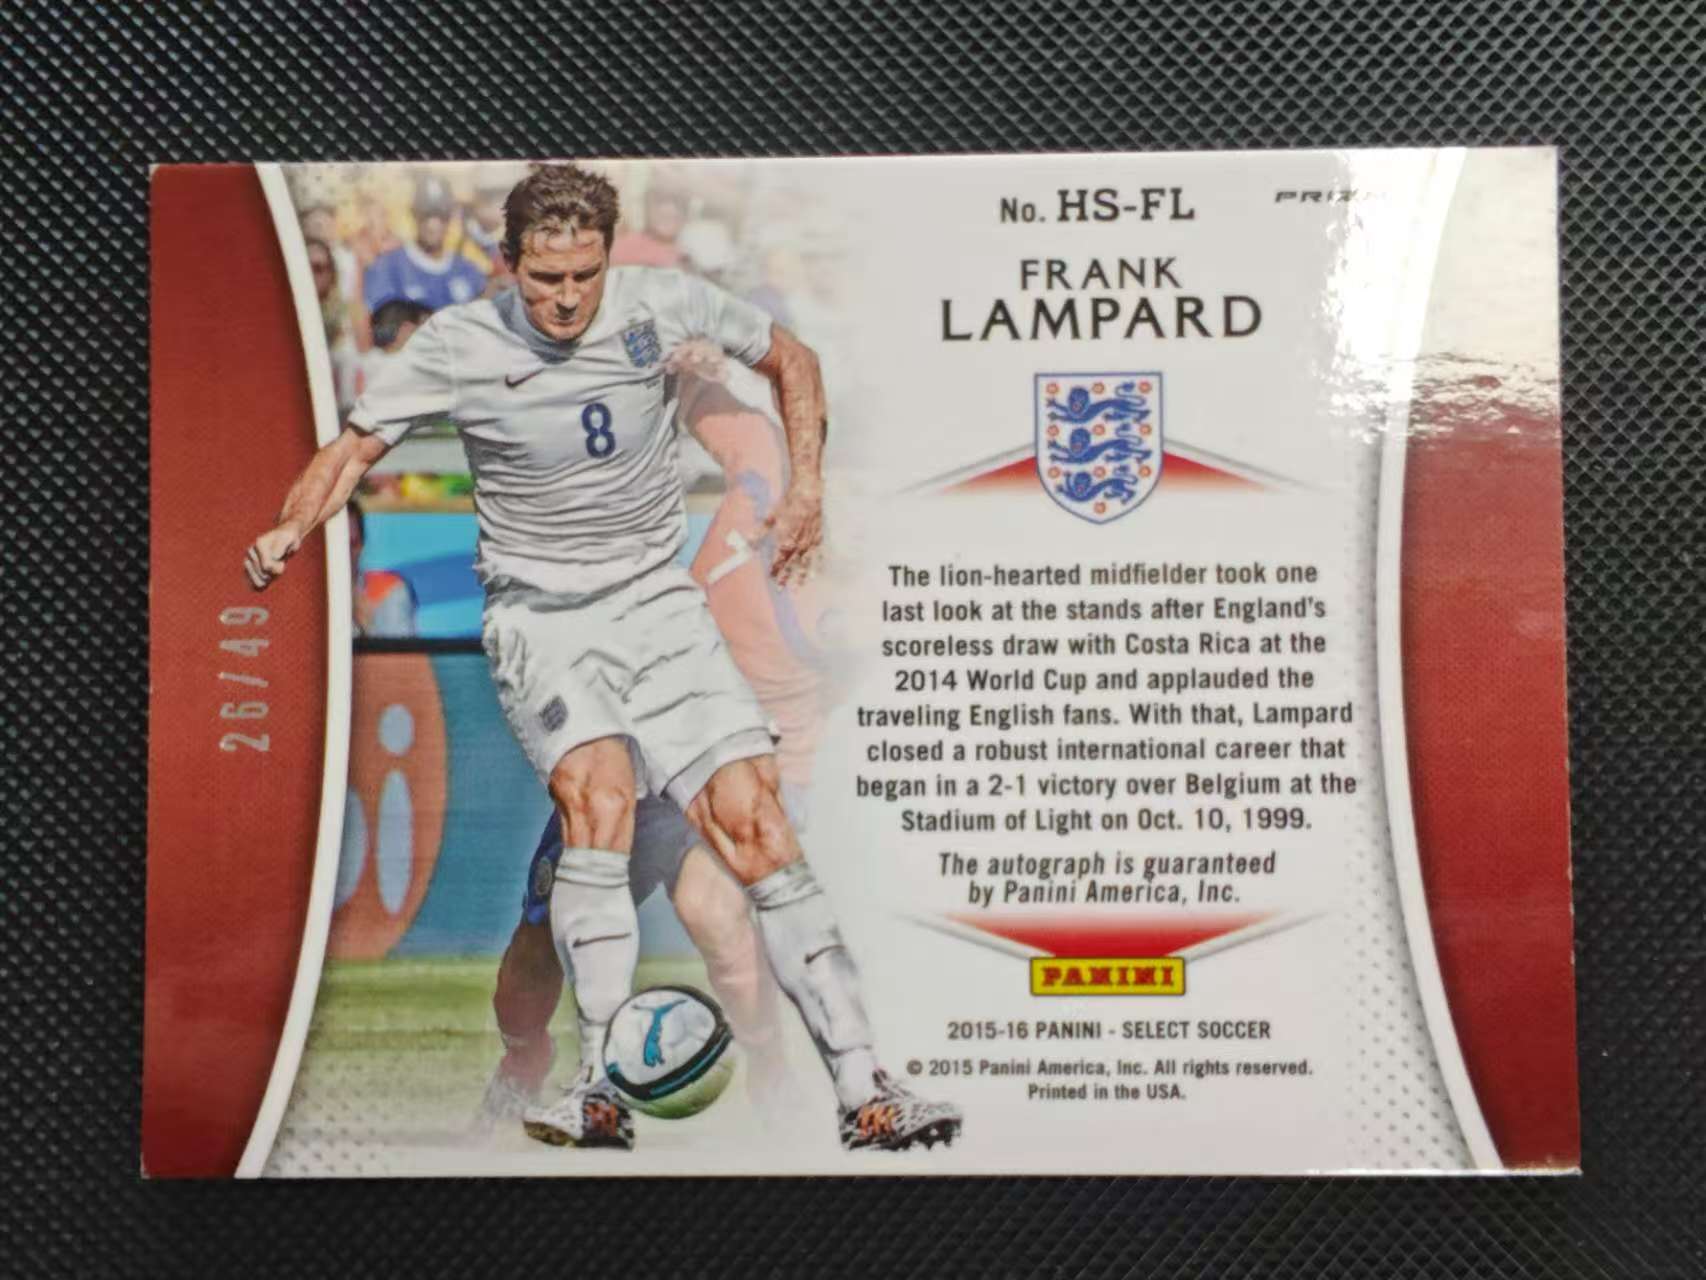 No. HS-FL
PRIZM
FRANK
LAMPARD
8
26/49
The lion-hearted midfielder took one
last look at the stands after England's
scoreless draw with Costa Rica at the
2014 World Cup and applauded the
traveling English fans. With that, Lampard
closed a robust international career that
began in a 2-1 victory over Belgium at the
Stadium of Light on Oct. 10, 1999.
The autograph is guaranteed
by Panini America, Inc.
PANINI
2015-16 PANINI - SELECT SOCCER
© 2015 Panini America, Inc. All rights reserved.
Printed in the USA.